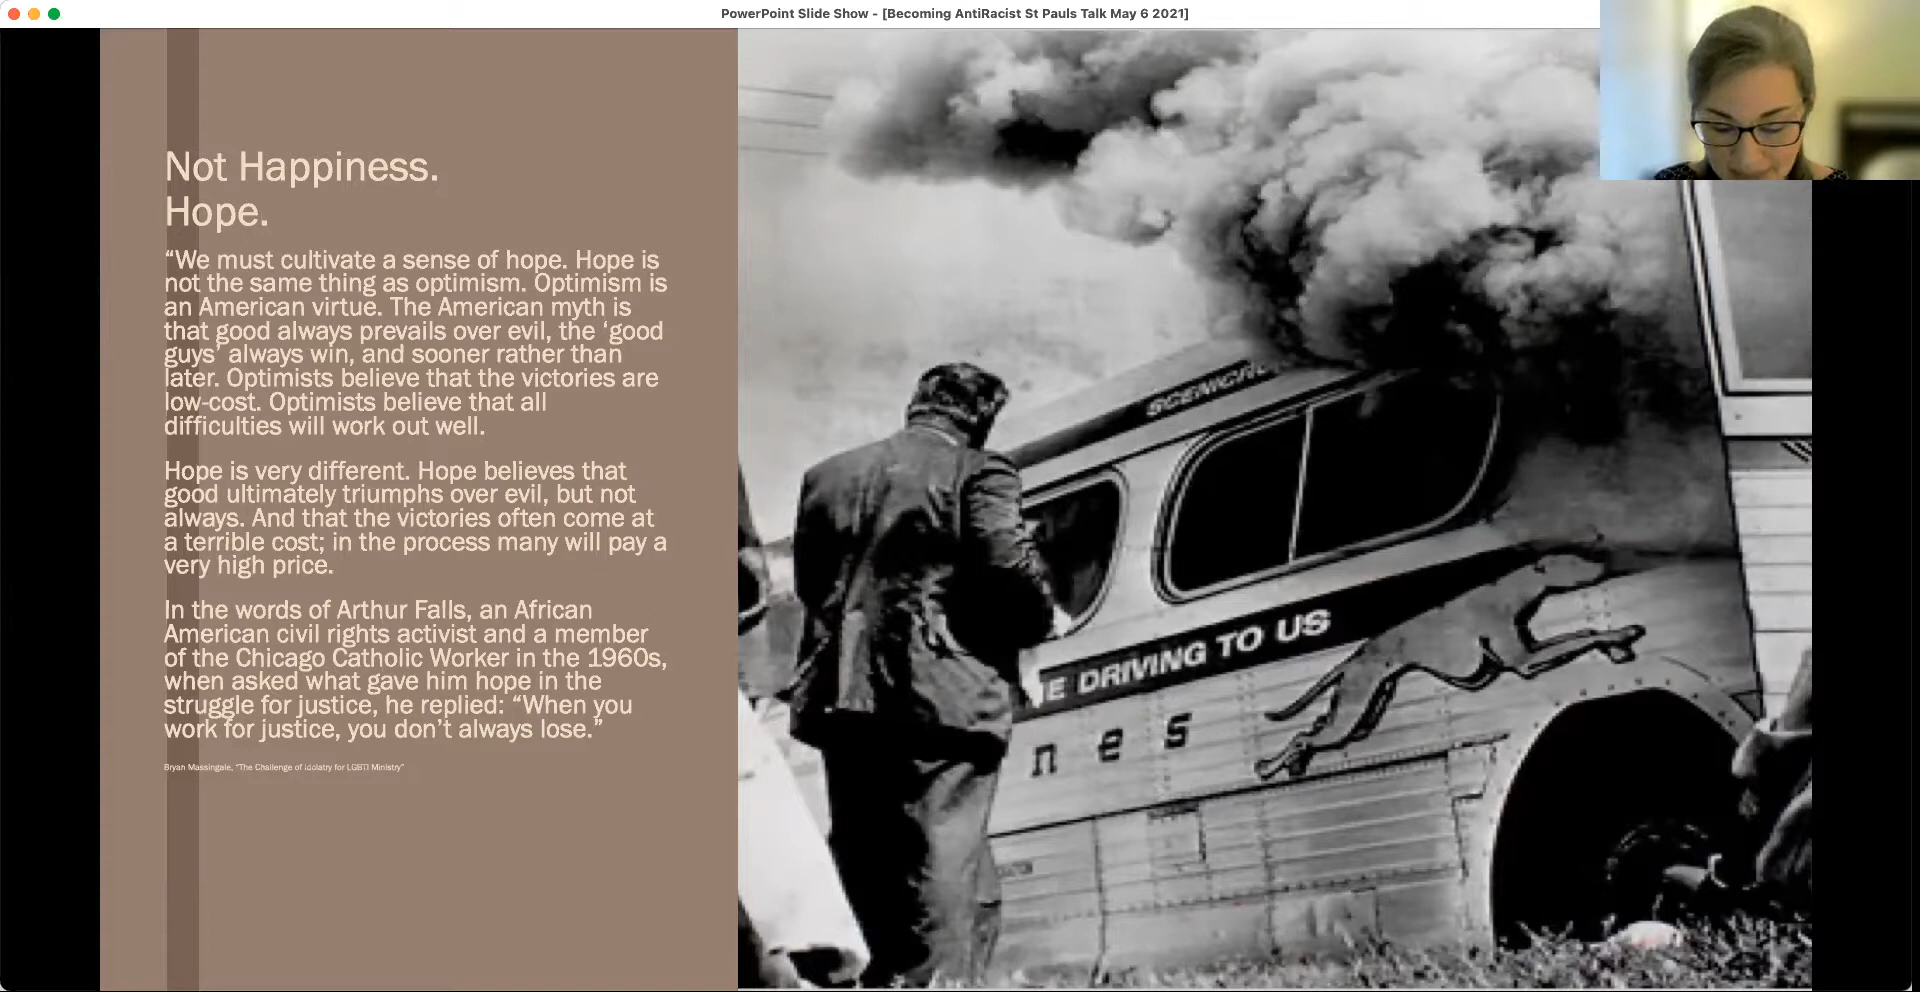 PowerPoint Slide Show - [Becoming AntiRacist St Pauls Talk May 6 2021]
Not Happiness.
Hope.
“We must cultivate a sense of hope. Hope is
not the same thing as optimism. Optimism is
an American virtue. The American myth is
that good always prevails over evil, the ‘good
guys’ always win, and sooner rather than
later. Optimists believe that the victories are
low-cost. Optimists believe that all
difficulties will work out well.
Hope is very different. Hope believes that
good ultimately triumphs over evil, but not
always. And that the victories often come at
a terrible cost; in the process many will pay a
very high price.
In the words of Arthur Falls, an African
American civil rights activist and a member
of the Chicago Catholic Worker in the 1960s,
when asked what gave him hope in the
struggle for justice, he replied: “When you
work for justice, you don’t always lose.”
Bryan Massingale, “The Challenge of Idolatry for LGBTI Ministry”
E DRIVING TO US
nes